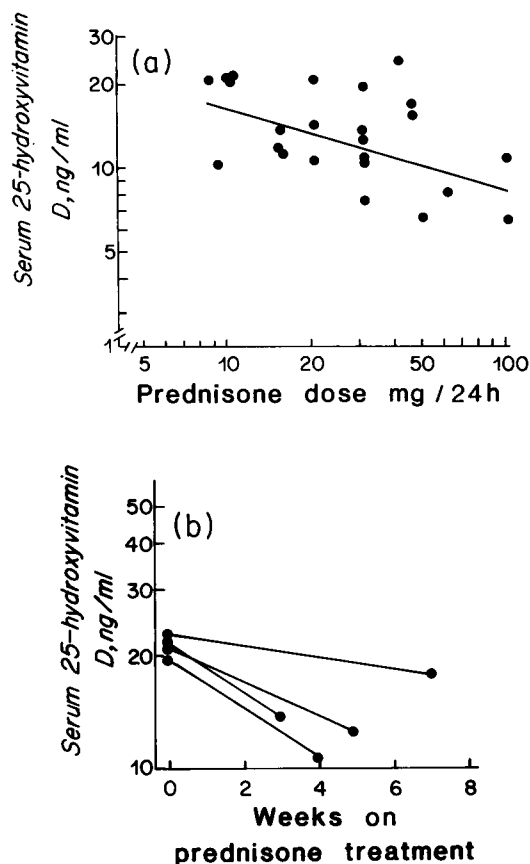 30
(a)
20
10
5
1
Serum 25-hydroxyvitamin
D, ng/ml
5 10 20 50 100
Prednisone dose mg/24h
50
(b)
30
20
10
Serum 25-hydroxyvitamin
D, ng/ml
0 2 4 6 8
Weeks on
prednisone treatment